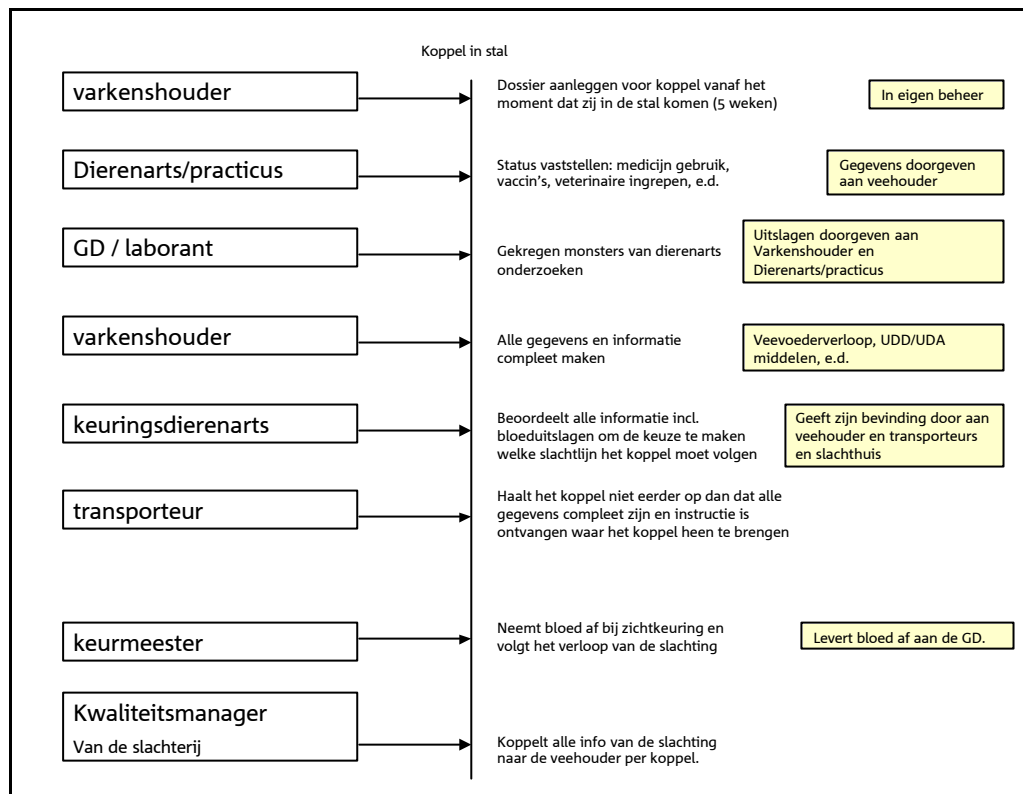 Koppel in stal
varkenshouder
Dossier aanleggen voor koppel vanaf het
moment dat zij in de stal komen (5 weken)
In eigen beheer
Dierenarts/practicus
Status vaststellen: medicijn gebruik,
vaccin's, veterinaire ingrepen, e.d.
Gegevens doorgeven
aan veehouder
GD / laborant
Gekregen monsters van dierenarts
onderzoeken
Uitslagen doorgeven aan
Varkenshouder en
Dierenarts/practicus
varkenshouder
Alle gegevens en informatie
compleet maken
Veevoederverloop, UDD/UDA
middelen, e.d.
keuringsdierenarts
Beoordeelt alle informatie incl.
bloeduitslagen om de keuze te maken
welke slachtlijn het koppel moet volgen
Geeft zijn bevinding door aan
veehouder en transporteurs
en slachthuis
transporteur
Haalt het koppel niet eerder op dan dat alle
gegevens compleet zijn en instructie is
ontvangen waar het koppel heen te brengen
keurmeester
Neemt bloed af bij zichtkeuring en
volgt het verloop van de slachting
Levert bloed af aan de GD.
Kwaliteitsmanager
Van de slachterij
Koppelt alle info van de slachting
naar de veehouder per koppel.